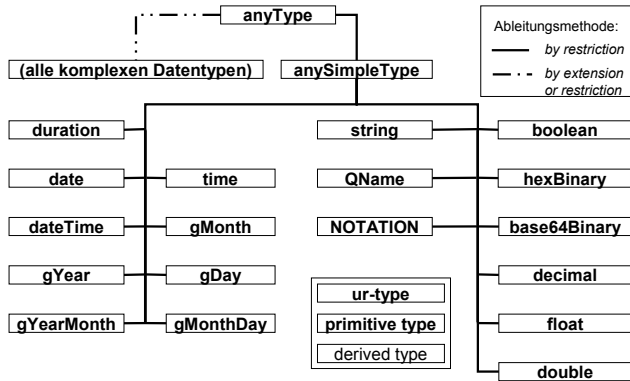 anyType
Ableitungsmethode:
by restriction
by extension
or restriction
(alle komplexen Datentypen)
anySimpleType
duration
string
boolean
date
time
QName
hexBinary
dateTime
gMonth
NOTATION
base64Binary
gYear
gDay
decimal
ur-type
gYearMonth
gMonthDay
primitive type
float
derived type
double